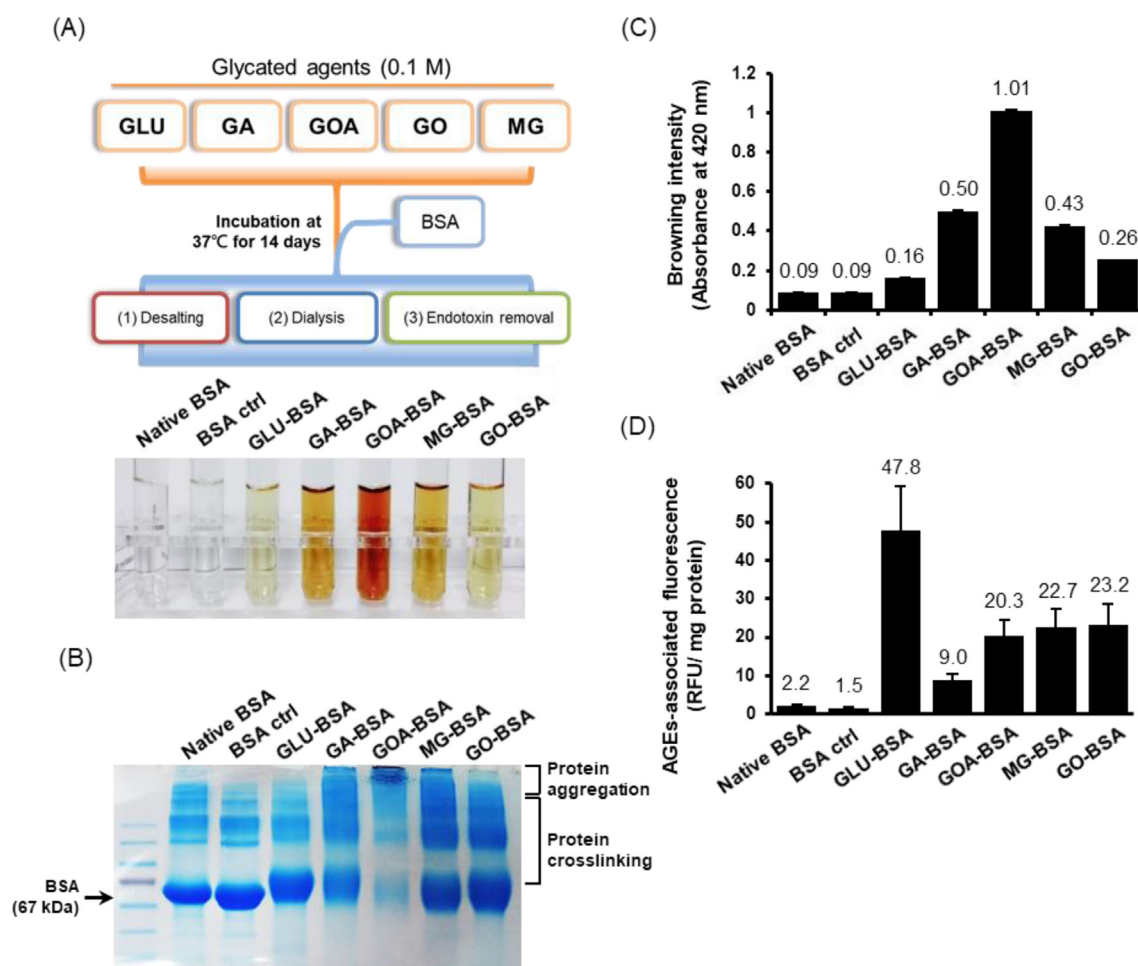 (A)
Glycated agents (0.1 M)
GLU
GA
GOA
GO
MG
Incubation at
37℃ for 14 days
BSA
(1) Desalting
(2) Dialysis
(3) Endotoxin removal
Native BSA
BSA ctrl
GLU-BSA
GA-BSA
GOA-BSA
MG-BSA
GO-BSA
(B)
Native BSA
BSA ctrl
GLU-BSA
GA-BSA
GOA-BSA
MG-BSA
GO-BSA
Protein
aggregation
Protein
crosslinking
BSA
(67 kDa)
(C)
Browning intensity
(Absorbance at 420 nm)
1.2
1
0.8
0.6
0.4
0.2
0
0.09
0.09
0.16
0.50
1.01
0.43
0.26
Native BSA
BSA ctrl
GLU-BSA
GA-BSA
GOA-BSA
MG-BSA
GO-BSA
(D)
AGEs-associated fluorescence
(RFU/ mg protein)
60
50
40
30
20
10
0
2.2
1.5
47.8
9.0
20.3
22.7
23.2
Native BSA
BSA ctrl
GLU-BSA
GA-BSA
GOA-BSA
MG-BSA
GO-BSA